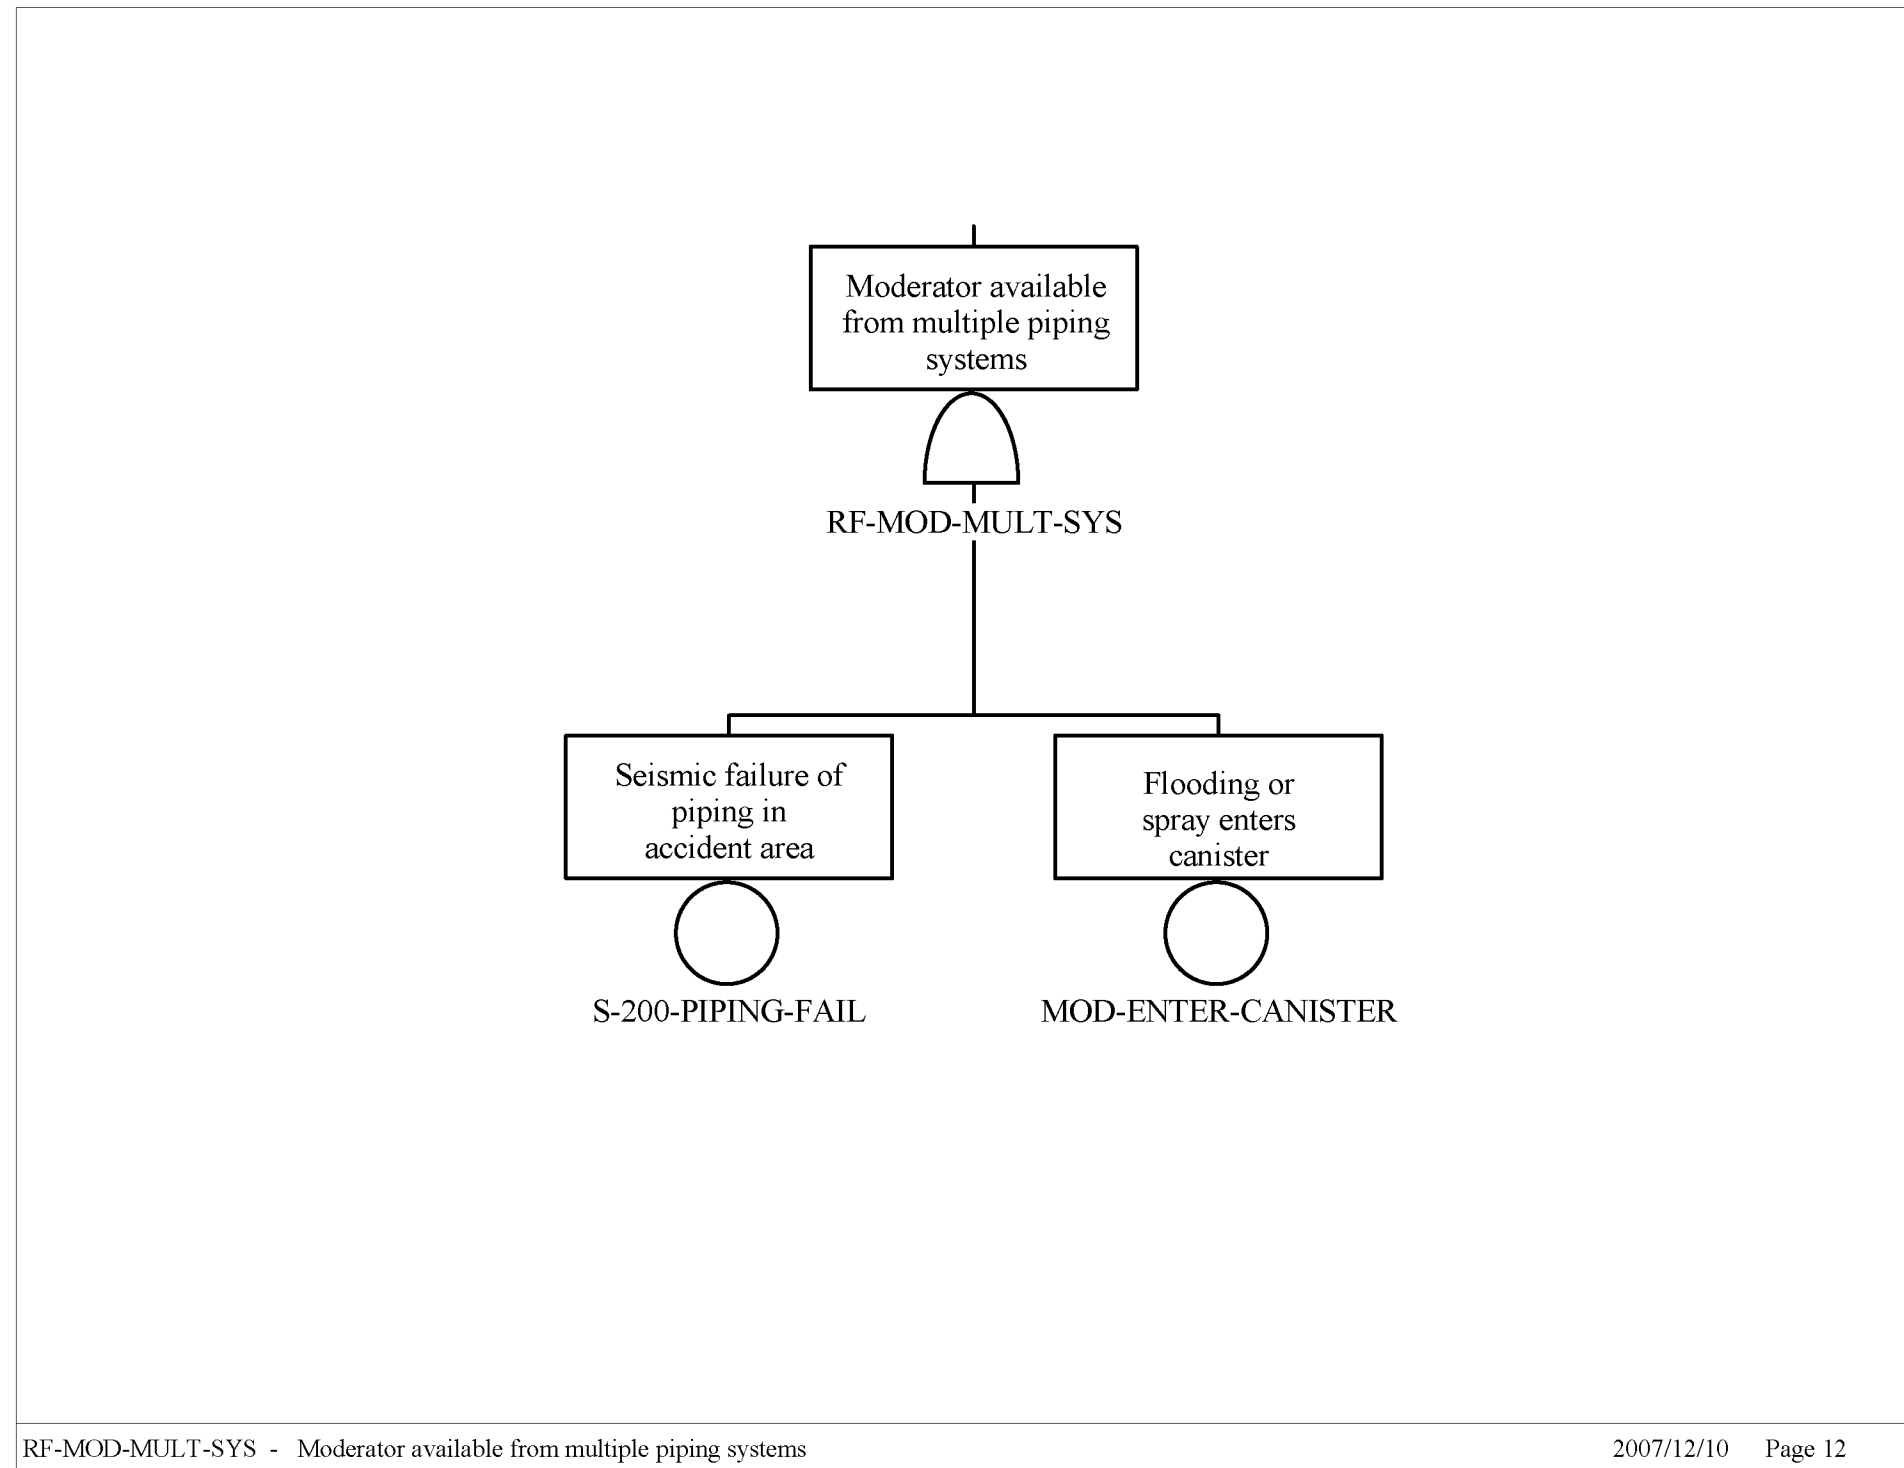 Moderator available
from multiple piping
systems
RF-MOD-MULT-SYS
Seismic failure of
piping in
accident area
S-200-PIPING-FAIL
Flooding or
spray enters
canister
MOD-ENTER-CANISTER
RF-MOD-MULT-SYS - Moderator available from multiple piping systems
2007/12/10 Page 12